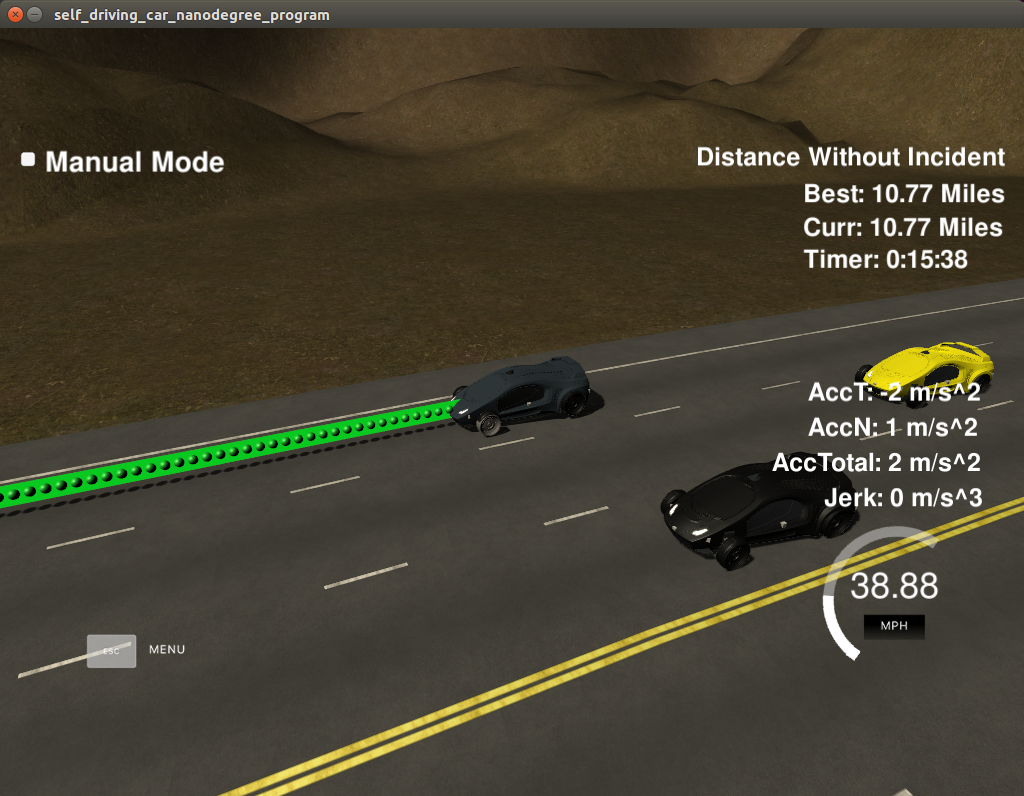 self_driving_car_nanodegree_program
Manual Mode
Distance Without Incident
Best: 10.77 Miles
Curr: 10.77 Miles
Timer: 0:15:38
AccT: -2 m/s^2
AccN: 1 m/s^2
AccTotal: 2 m/s^2
Jerk: 0 m/s^3
38.88
MPH
ESC MENU